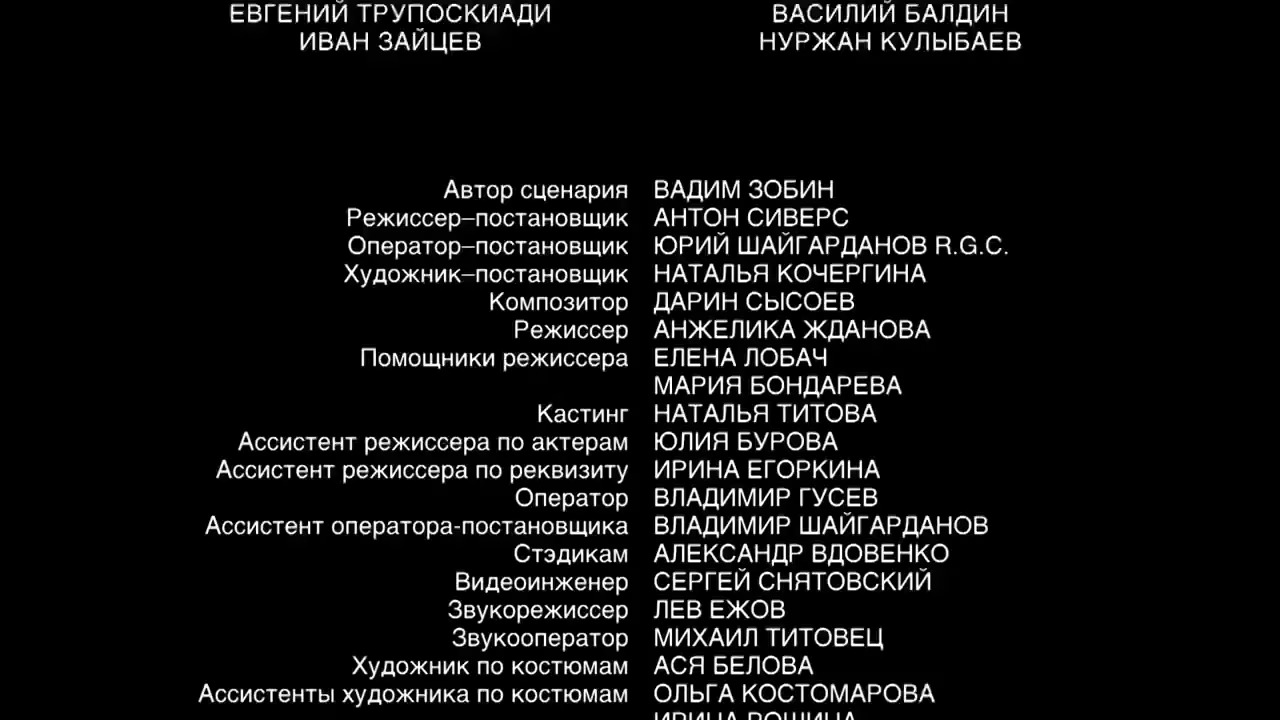 ЕВГЕНИЙ ТРУПОСКИАДИ ВАСИЛИЙ БАЛДИН
ИВАН ЗАЙЦЕВ НУРЖАН КУЛЫБАЕВ
Автор сценария ВАДИМ ЗОБИН
Режиссер–постановщик АНТОН СИВЕРС
Оператор–постановщик ЮРИЙ ШАЙГАРДАНОВ R.G.C.
Художник–постановщик НАТАЛЬЯ КОЧЕРГИНА
Композитор ДАРИН СЫСОЕВ
Режиссер АНЖЕЛИКА ЖДАНОВА
Помощники режиссера ЕЛЕНА ЛОБАЧ
МАРИЯ БОНДАРЕВА
Кастинг НАТАЛЬЯ ТИТОВА
Ассистент режиссера по актерам ЮЛИЯ БУРОВА
Ассистент режиссера по реквизиту ИРИНА ЕГОРКИНА
Оператор ВЛАДИМИР ГУСЕВ
Ассистент оператора-постановщика ВЛАДИМИР ШАЙГАРДАНОВ
Стэдикам АЛЕКСАНДР ВДОВЕНКО
Видеоинженер СЕРГЕЙ СНЯТОВСКИЙ
Звукорежиссер ЛЕВ ЕЖОВ
Звукооператор МИХАИЛ ТИТОВЕЦ
Художник по костюмам АСЯ БЕЛОВА
Ассистенты художника по костюмам ОЛЬГА КОСТОМАРОВА
ИРИНА